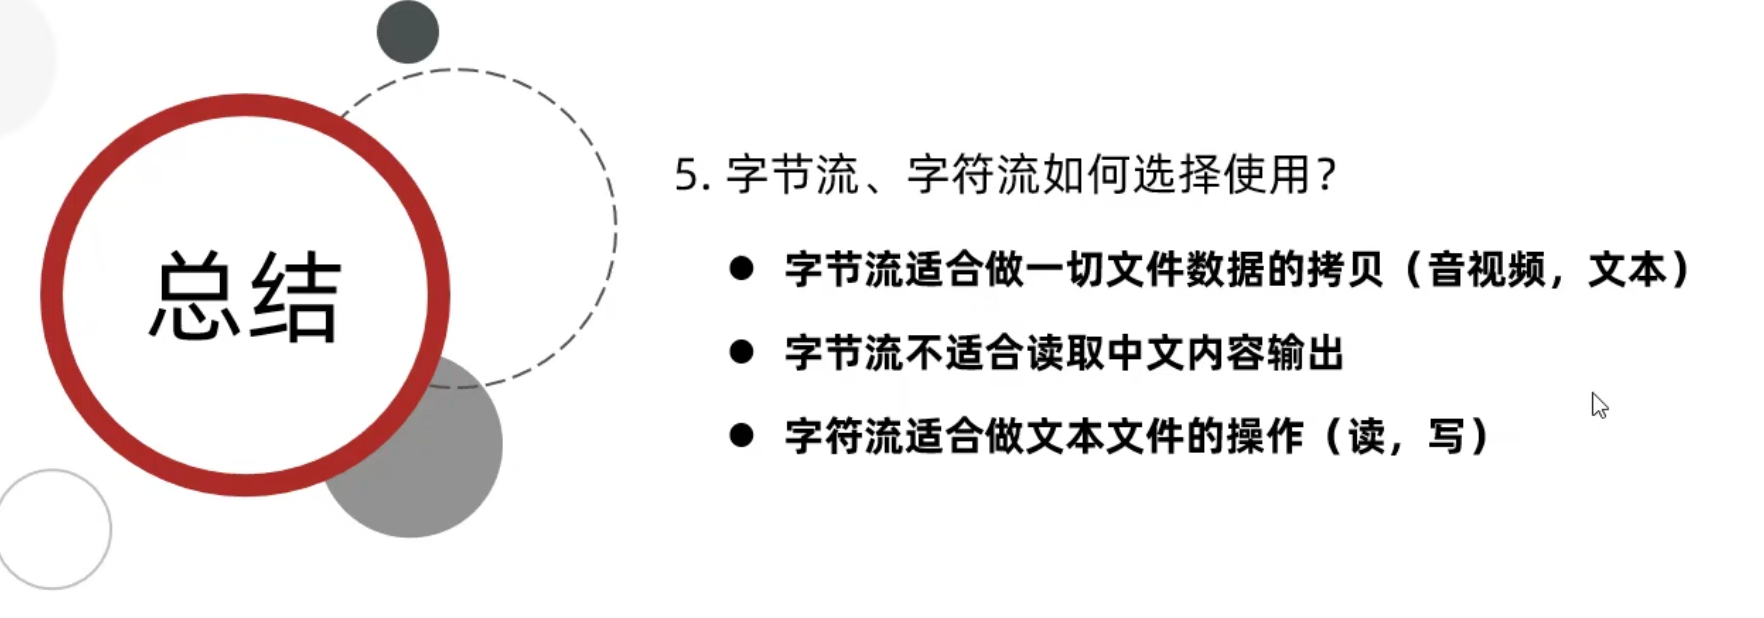 总结
5. 字节流、字符流如何选择使用？
● 字节流适合做一切文件数据的拷贝（音视频，文本）
● 字节流不适合读取中文内容输出
● 字符流适合做文本文件的操作（读，写）